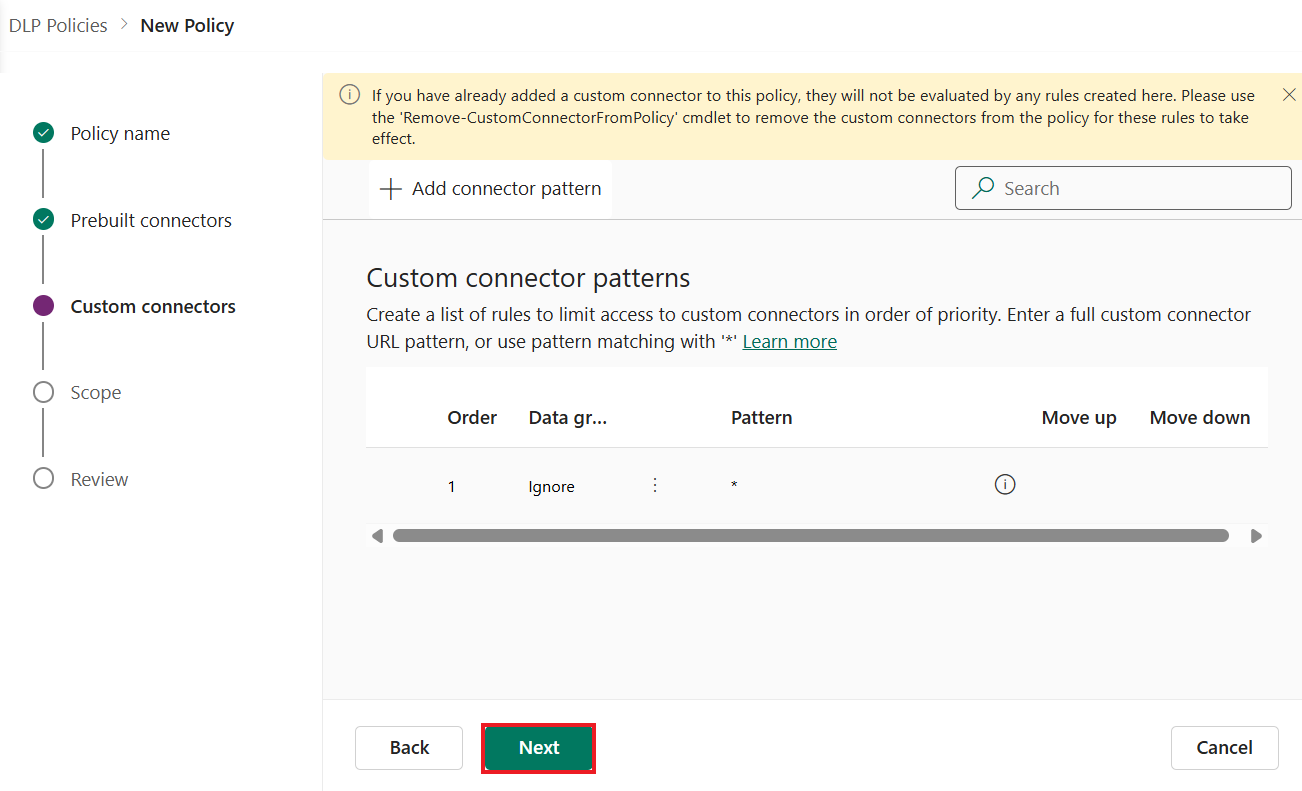 DLP Policies > New Policy
If you have already added a custom connector to this policy, they will not be evaluated by any rules created here. Please use
the 'Remove-CustomConnectorFromPolicy' cmdlet to remove the custom connectors from the policy for these rules to take
effect.
Policy name
Prebuilt connectors
Custom connectors
Scope
Review
Add connector pattern
Search
Custom connector patterns
Create a list of rules to limit access to custom connectors in order of priority. Enter a full custom connector
URL pattern, or use pattern matching with '*' Learn more
Order Data gr... Pattern Move up Move down
1 Ignore *
Back Next Cancel